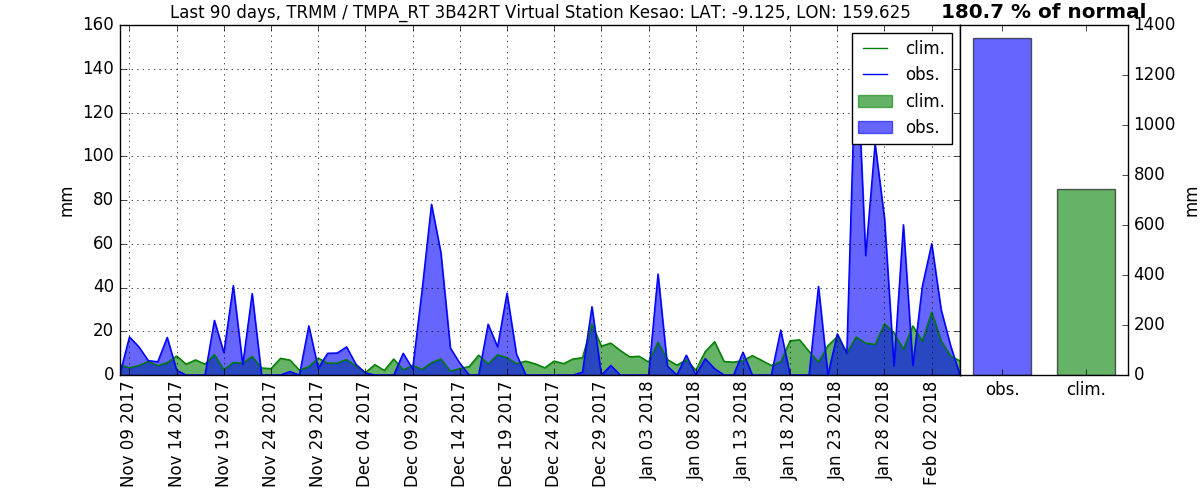 Last 90 days, TRMM / TMPA_RT 3B42RT Virtual Station Kesao: LAT: -9.125, LON: 159.625
180.7 % of normal
160
140
120
100
80
60
40
20
0
mm
clim.
obs.
clim.
obs.
1400
1200
1000
800
600
400
200
0
mm
Nov 09 2017
Nov 14 2017
Nov 19 2017
Nov 24 2017
Nov 29 2017
Dec 04 2017
Dec 09 2017
Dec 14 2017
Dec 19 2017
Dec 24 2017
Dec 29 2017
Jan 03 2018
Jan 08 2018
Jan 13 2018
Jan 18 2018
Jan 23 2018
Jan 28 2018
Feb 02 2018
obs.
clim.